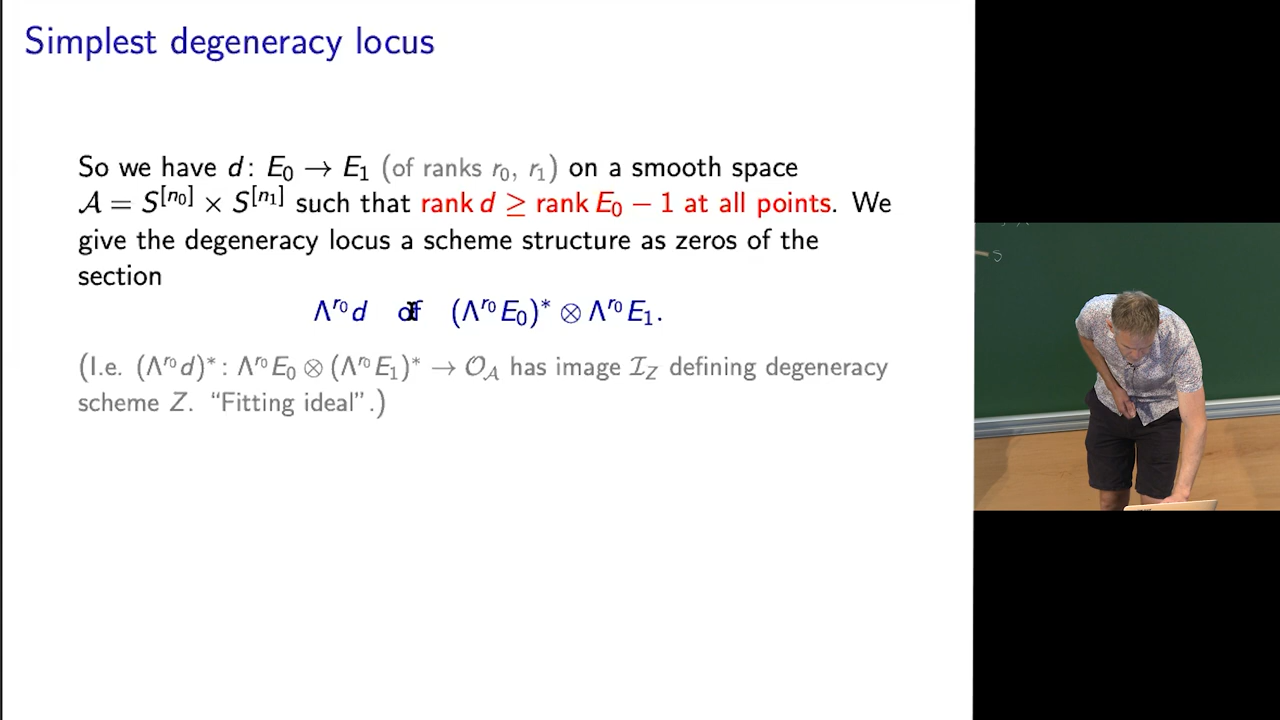 Simplest degeneracy locus
So we have d: E₀ → E₁ (of ranks r₀, r₁) on a smooth space
𝒜 = S^[n₀] × S^[n₁] such that rank d ≥ rank E₀ − 1 at all points. We
give the degeneracy locus a scheme structure as zeros of the
section
Λ^r₀ d of (Λ^r₀ E₀)* ⊗ Λ^r₀ E₁.
(I.e. (Λ^r₀ d)*: Λ^r₀ E₀ ⊗ (Λ^r₀ E₁)* → 𝒪_𝒜 has image ℐ_Z defining degeneracy
scheme Z. “Fitting ideal”.)